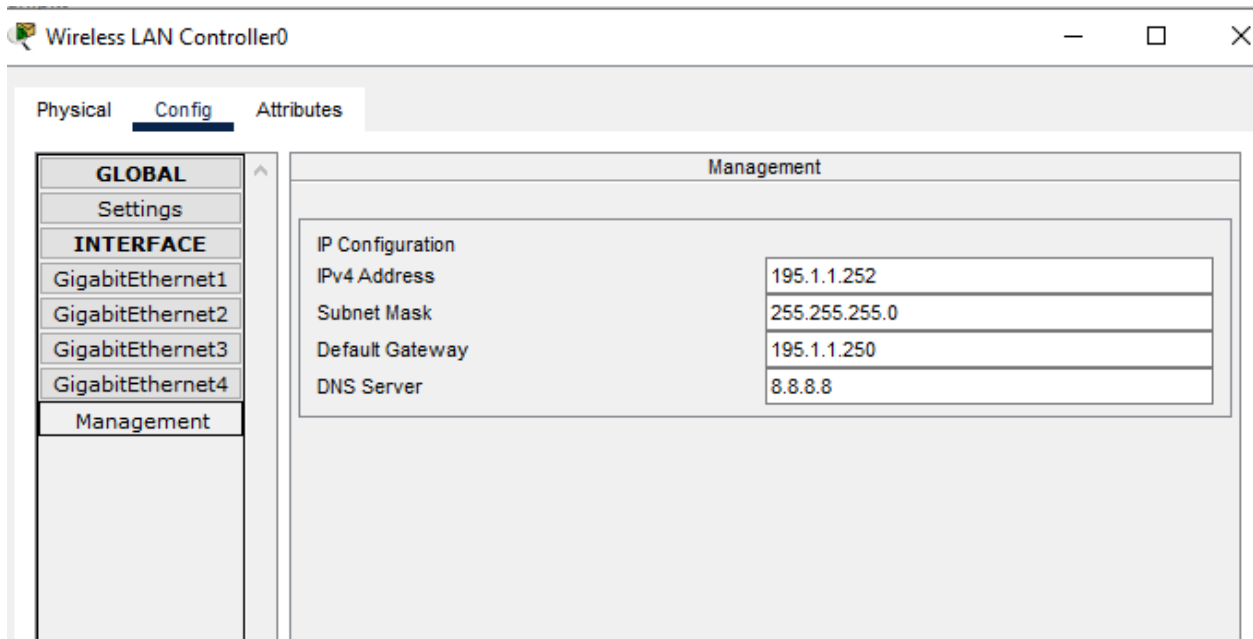 Wireless LAN Controller0
Physical Config Attributes
GLOBAL
Settings
INTERFACE
GigabitEthernet1
GigabitEthernet2
GigabitEthernet3
GigabitEthernet4
Management
Management
IP Configuration
IPv4 Address 195.1.1.252
Subnet Mask 255.255.255.0
Default Gateway 195.1.1.250
DNS Server 8.8.8.8